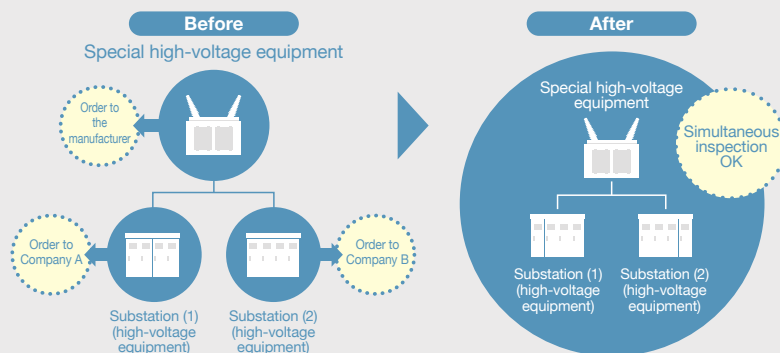 Before
Special high-voltage equipment
Order to
the
manufacturer
Order to
Company A
Order to
Company B
Substation (1)
(high-voltage
equipment)
Substation (2)
(high-voltage
equipment)
After
Special high-voltage
equipment
Simultaneous
inspection
OK
Substation (1)
(high-voltage
equipment)
Substation (2)
(high-voltage
equipment)